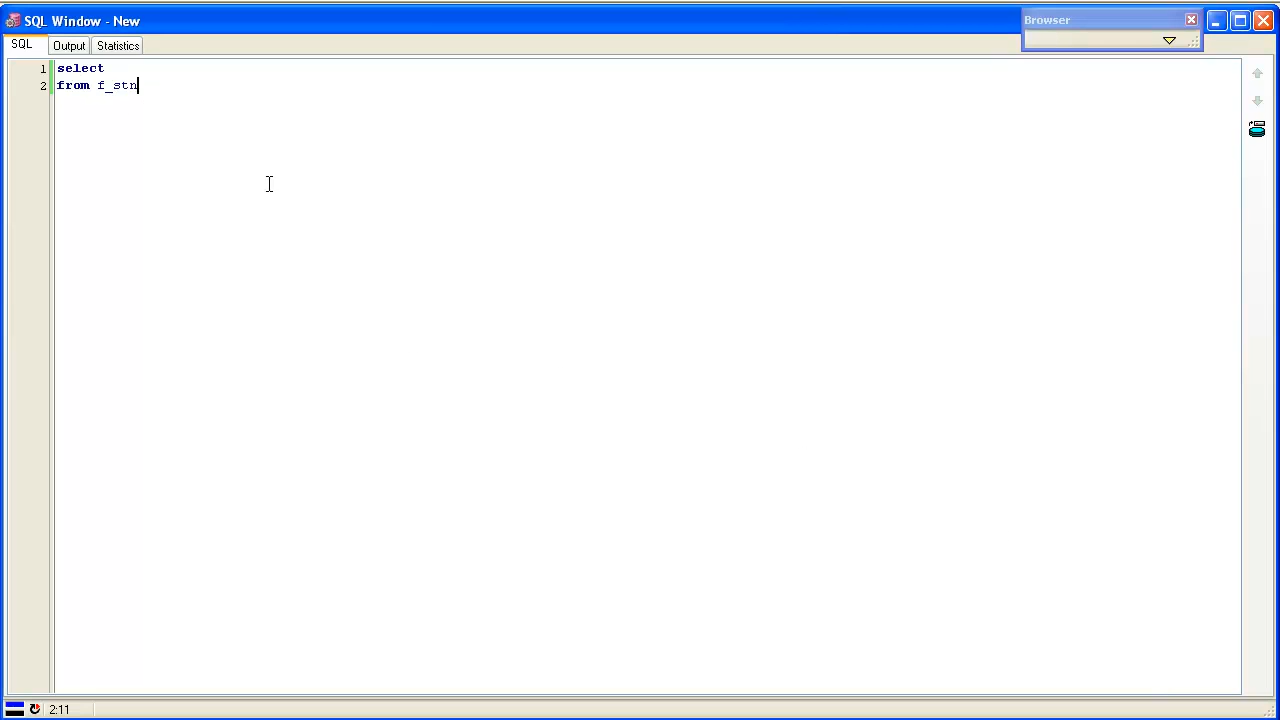 SQL Window - New
Browser
SQL Output Statistics
1 select
2 from f_stn
2:11